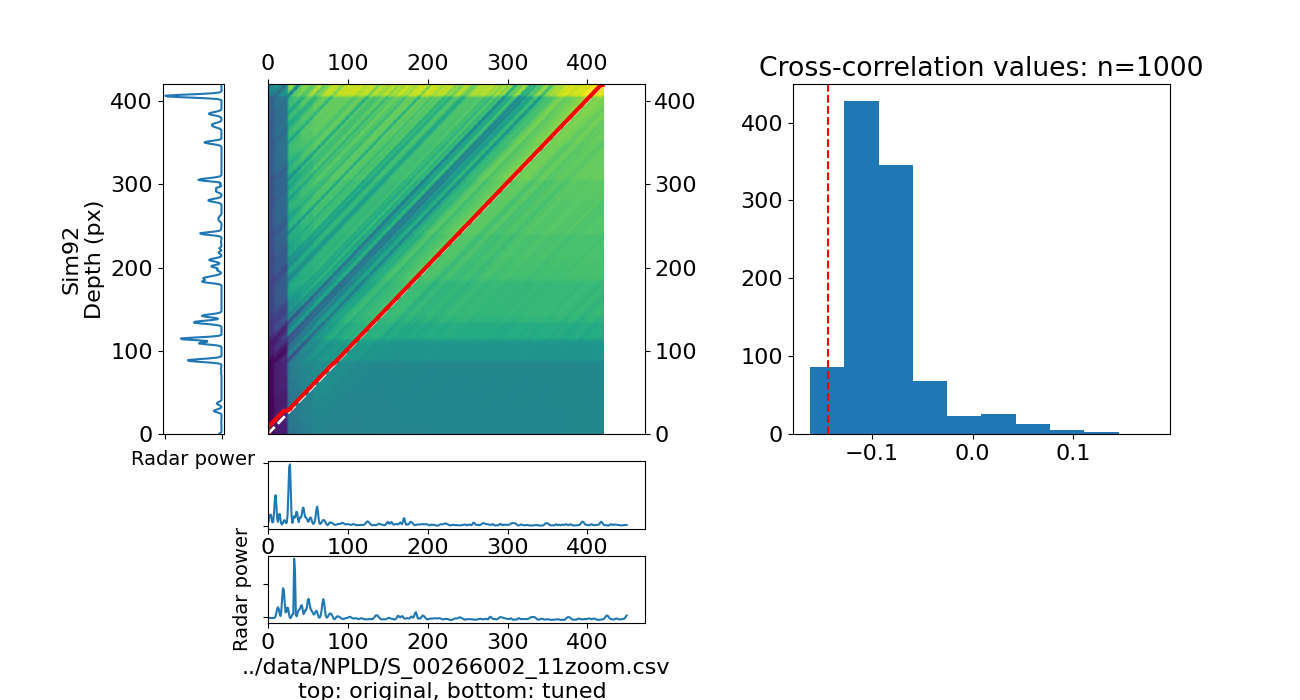 0 100 200 300 400
Cross-correlation values: n=1000
Sim92
Depth (px)
400
300
200
100
0
400
300
200
100
0
400
300
200
100
0
−0.1 0.0 0.1
Radar power
0 100 200 300 400
Radar power
0 100 200 300 400
../data/NPLD/S_00266002_11zoom.csv
top: original, bottom: tuned